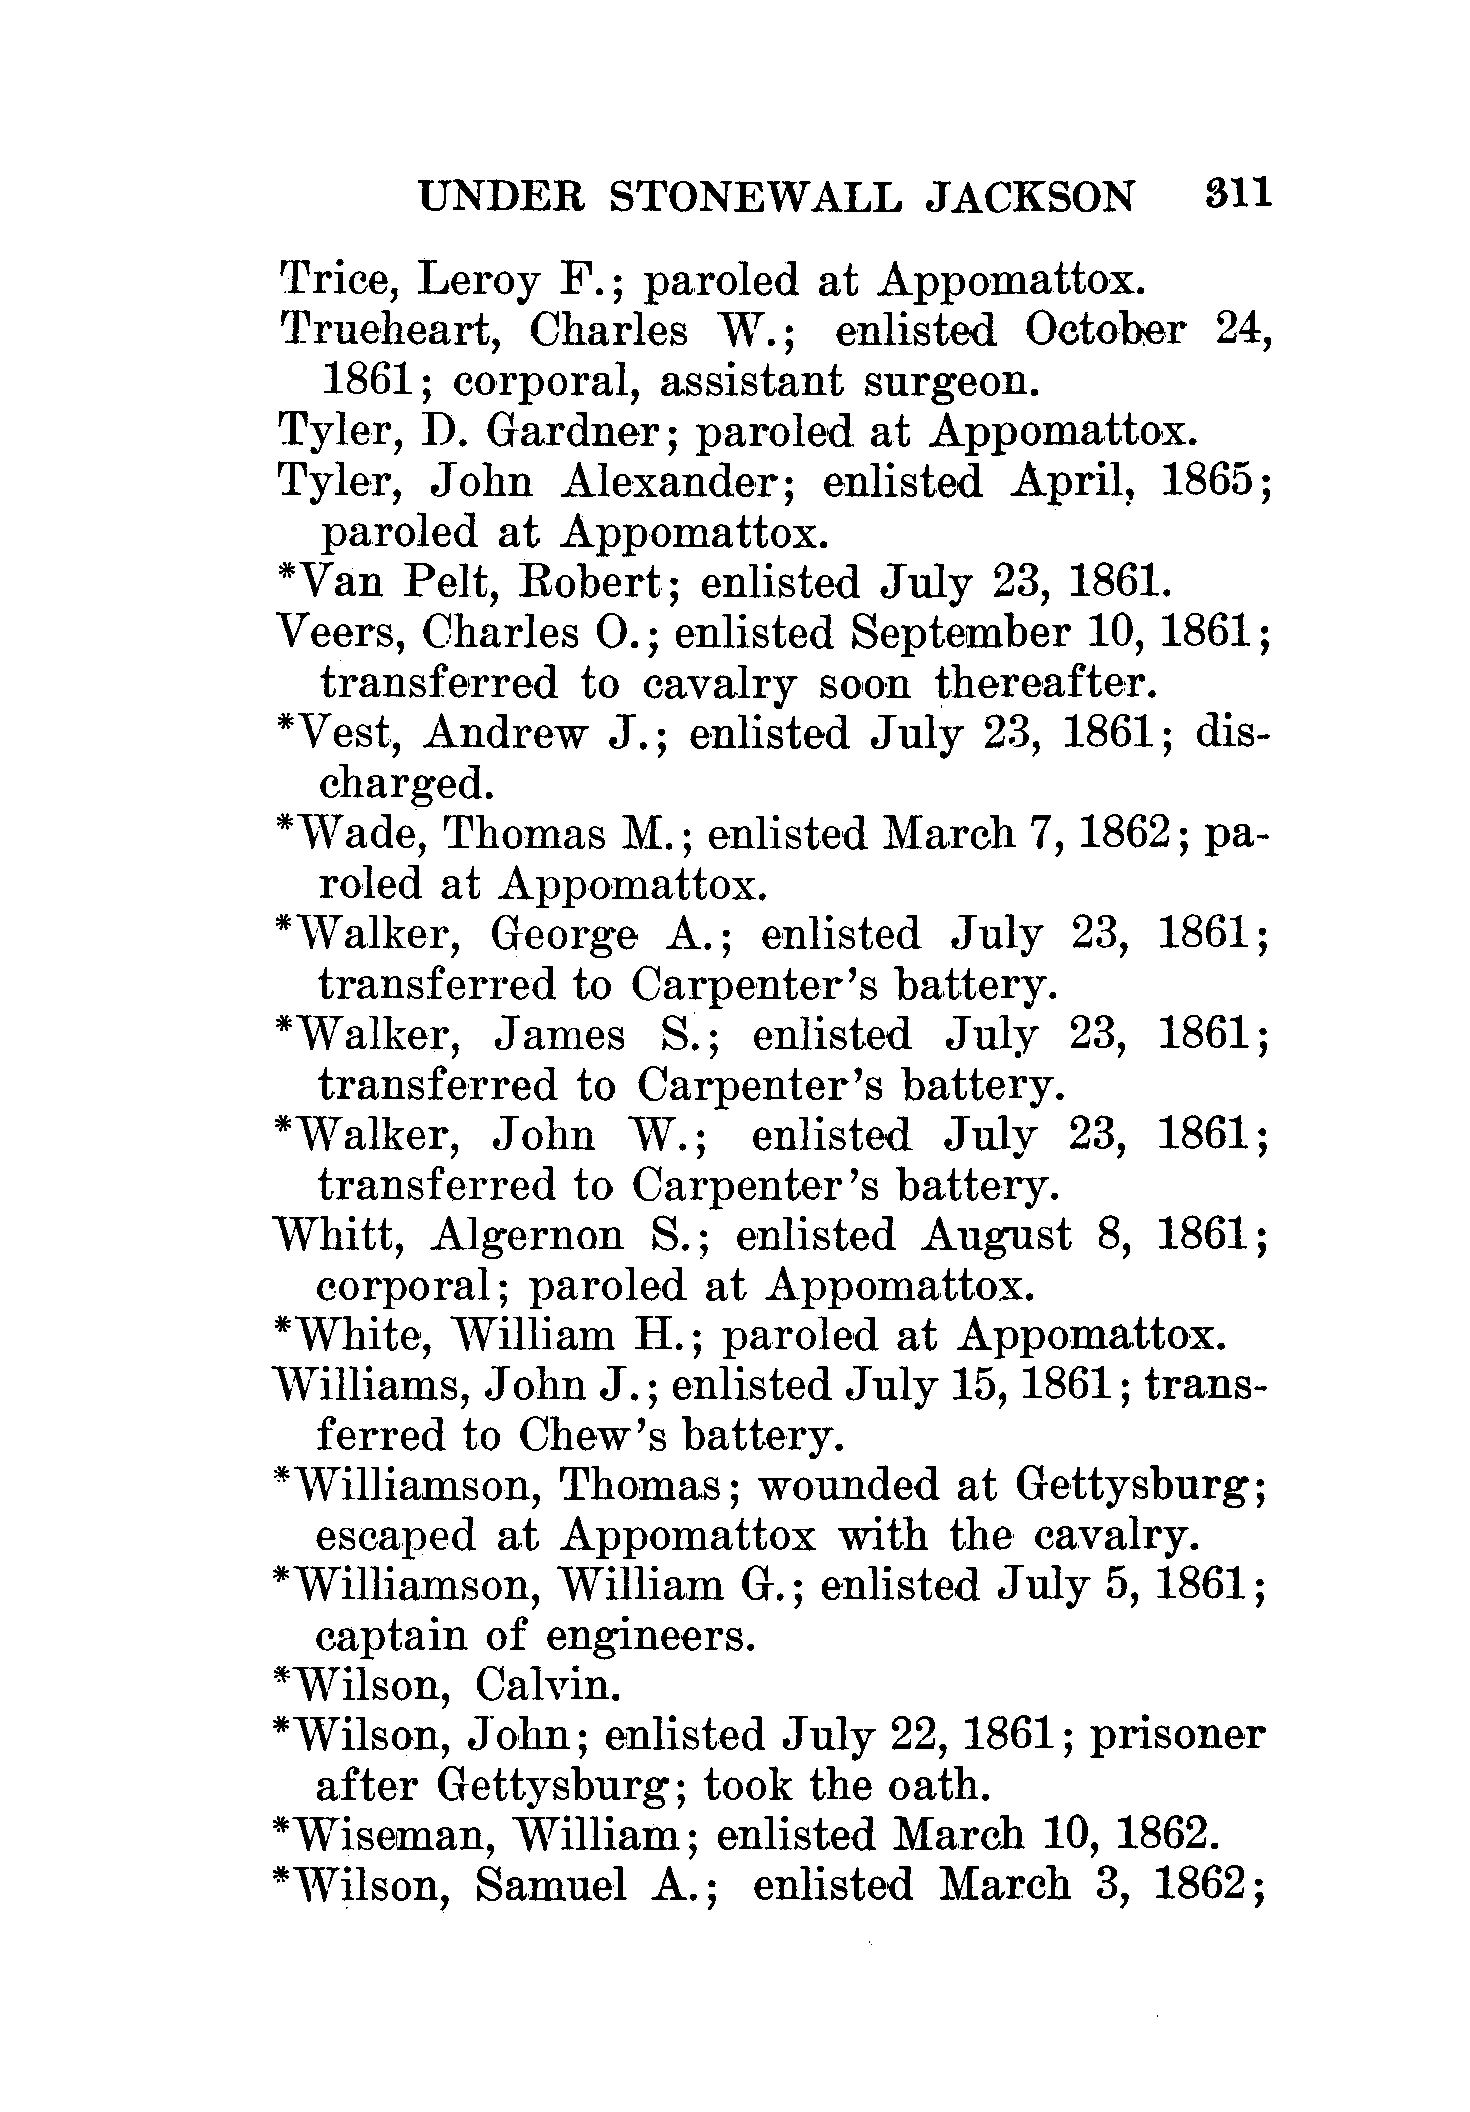 UNDER STONEWALL JACKSON 311
Trice, Leroy F.; paroled at Appomattox.
Trueheart, Charles W.; enlisted October 24,
1861; corporal, assistant surgeon.
Tyler, D. Gardner; paroled at Appomattox.
Tyler, John Alexander; enlisted April, 1865;
paroled at Appomattox.
*Van Pelt, Robert; enlisted July 23, 1861.
Veers, Charles O.; enlisted September 10, 1861;
transferred to cavalry soon thereafter.
*Vest, Andrew J.; enlisted July 23, 1861; dis-
charged.
*Wade, Thomas M.; enlisted March 7, 1862; pa-
roled at Appomattox.
*Walker, George A.; enlisted July 23, 1861;
transferred to Carpenter's battery.
*Walker, James S.; enlisted July 23, 1861;
transferred to Carpenter's battery.
*Walker, John W.; enlisted July 23, 1861;
transferred to Carpenter's battery.
Whitt, Algernon S.; enlisted August 8, 1861;
corporal; paroled at Appomattox.
*White, William H.; paroled at Appomattox.
Williams, John J.; enlisted July 15, 1861; trans-
ferred to Chew's battery.
*Williamson, Thomas; wounded at Gettysburg;
escaped at Appomattox with the cavalry.
*Williamson, William G.; enlisted July 5, 1861;
captain of engineers.
*Wilson, Calvin.
*Wilson, John; enlisted July 22, 1861; prisoner
after Gettysburg; took the oath.
*Wiseman, William; enlisted March 10, 1862.
*Wilson, Samuel A.; enlisted March 3, 1862;